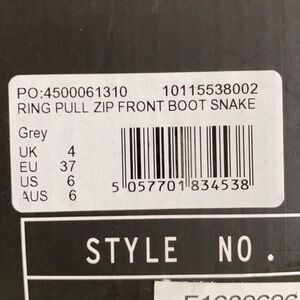 PO:4500061310 10115538002
RING PULL ZIP FRONT BOOT SNAKE
Grey
UK 4
EU 37
US 6
AUS 6
5 057701 834538
STYLE NO.